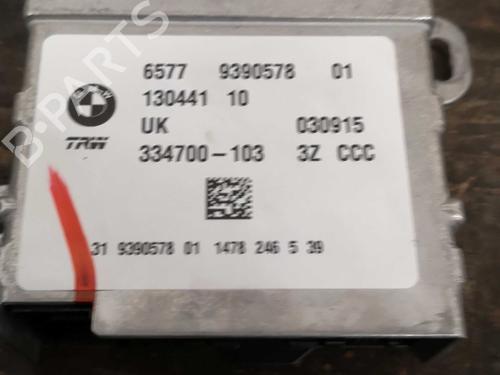 B-PARTS
6577 9390578 01
130441 10
UK 030915
TRW 334700-103 3Z CCC
31 9390578 01 1478 246 5 39